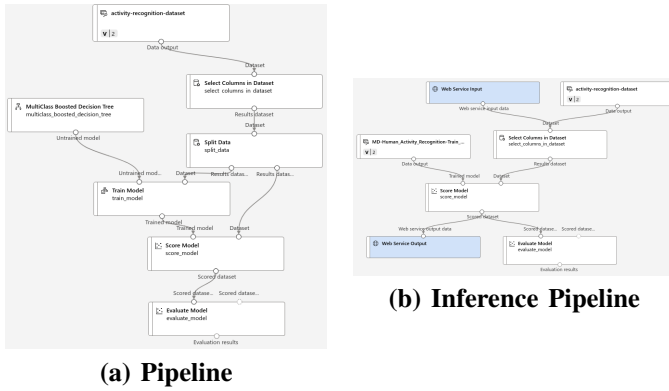 activity-recognition-dataset
v | 2
Data output
Dataset
Select Columns in Dataset
select_columns_in_dataset
Results dataset
MultiClass Boosted Decision Tree
multiclass_boosted_decision_tree
Untrained model
Dataset
Split Data
split_data
Results datas... Results datas...
Untrained mod... Dataset
Train Model
train_model
Trained model
Trained model Dataset
Score Model
score_model
Scored dataset
Scored datase... Scored datase...
Evaluate Model
evaluate_model
Evaluation results
(a) Pipeline
Web Service Input
Web service input data
activity-recognition-dataset
v | 2
Data output
Dataset
MD-Human_Activity_Recognition-Train_...
v | 2
Data output
Select Columns in Dataset
select_columns_in_dataset
Results dataset
Trained model Dataset
Score Model
score_model
Scored dataset
Web service output data
Web Service Output
Scored datase... Scored datase...
Evaluate Model
evaluate_model
Evaluation results
(b) Inference Pipeline